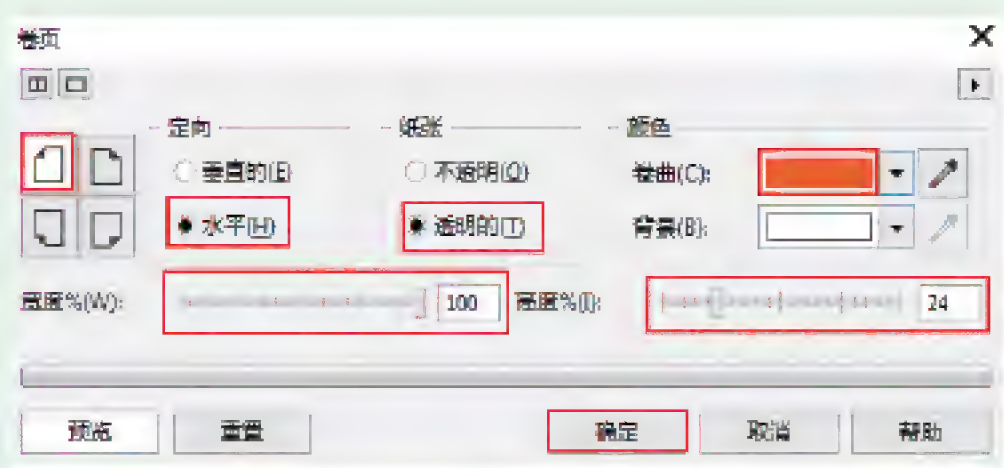 卷页
定向 纸张 颜色
垂直的(E) 不透明(O) 卷曲(C):
水平(H) 透明的(T) 背景(B):
宽度%(W): 100 高度%(I): 24
预览 重置 确定 取消 帮助